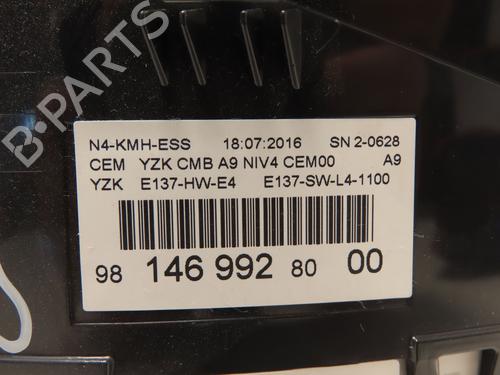 B-PARTS
N4-KMH-ESS 18:07:2016 SN 2-0628
CEM YZK CMB A9 NIV4 CEM00 A9
YZK E137-HW-E4 E137-SW-L4-1100
98 146 992 80 00